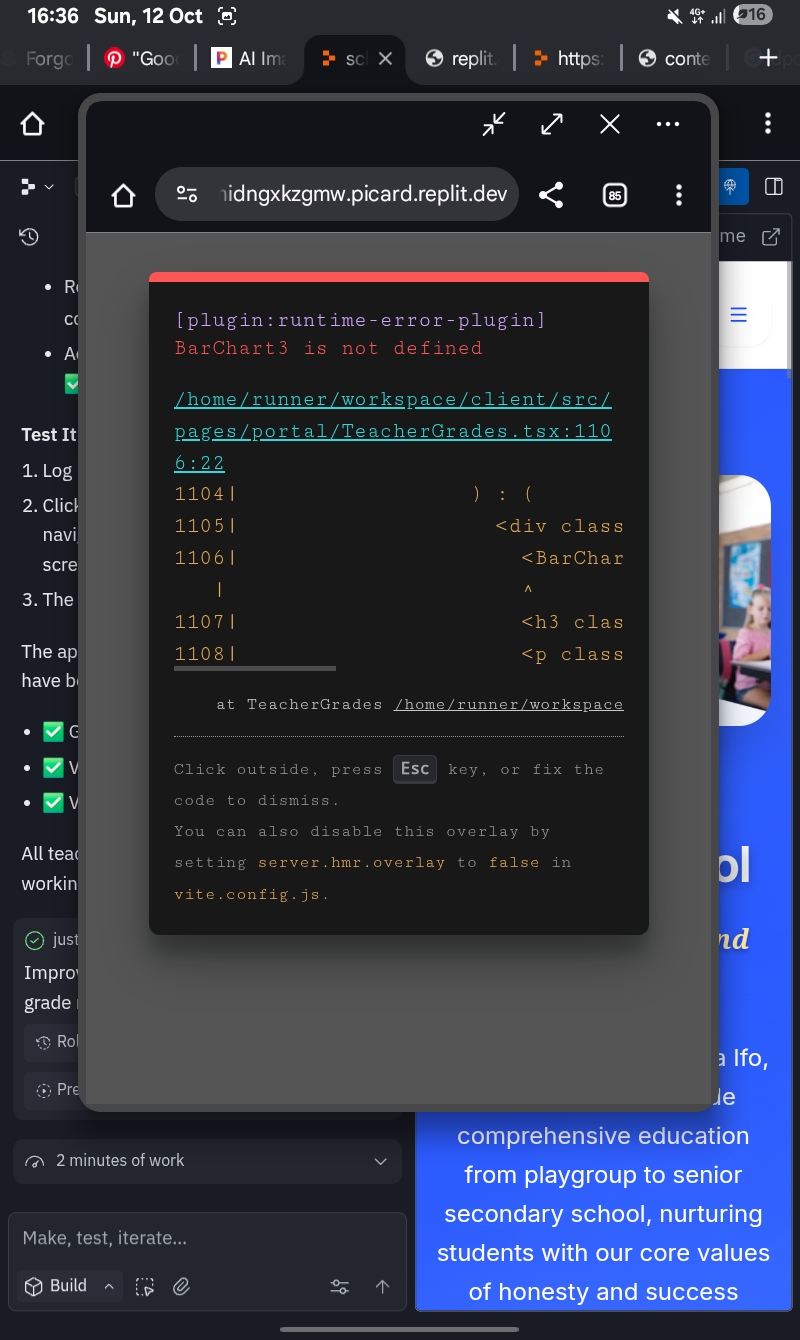 16:36 Sun, 12 Oct
4G+
16
Forgo
"Goo
AI Im
scl
replit.
https:
conte
nidngxkzgmw.picard.replit.dev
85
me
[plugin:runtime-error-plugin]
BarChart3 is not defined
/home/runner/workspace/client/src/
pages/portal/TeacherGrades.tsx:110
6:22
1104| ) : (
1105| <div class
1106| <BarChar
| ^
1107| <h3 clas
1108| <p class
at TeacherGrades /home/runner/workspace
Click outside, press Esc key, or fix the
code to dismiss.
You can also disable this overlay by
setting server.hmr.overlay to false in
vite.config.js.
• Re
co
• Ac
Test It
1. Log
2. Click
navi
scre
3. The
The ap
have be
• ✅ G
• ✅ V
• ✅ V
All teac
workin
just
Improv
grade r
Rol
Pre
2 minutes of work
Make, test, iterate...
Build
ol
nd
a Ifo,
de
comprehensive education
from playgroup to senior
secondary school, nurturing
students with our core values
of honesty and success